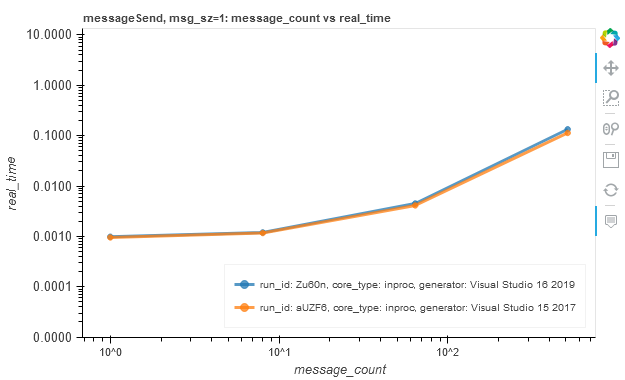 messageSend, msg_sz=1: message_count vs real_time
10.0000
1.0000
0.1000
0.0100
0.0010
0.0001
0.0000
real_time
run_id: Zu60n, core_type: inproc, generator: Visual Studio 16 2019
run_id: aUZF6, core_type: inproc, generator: Visual Studio 15 2017
10^0
10^1
10^2
message_count